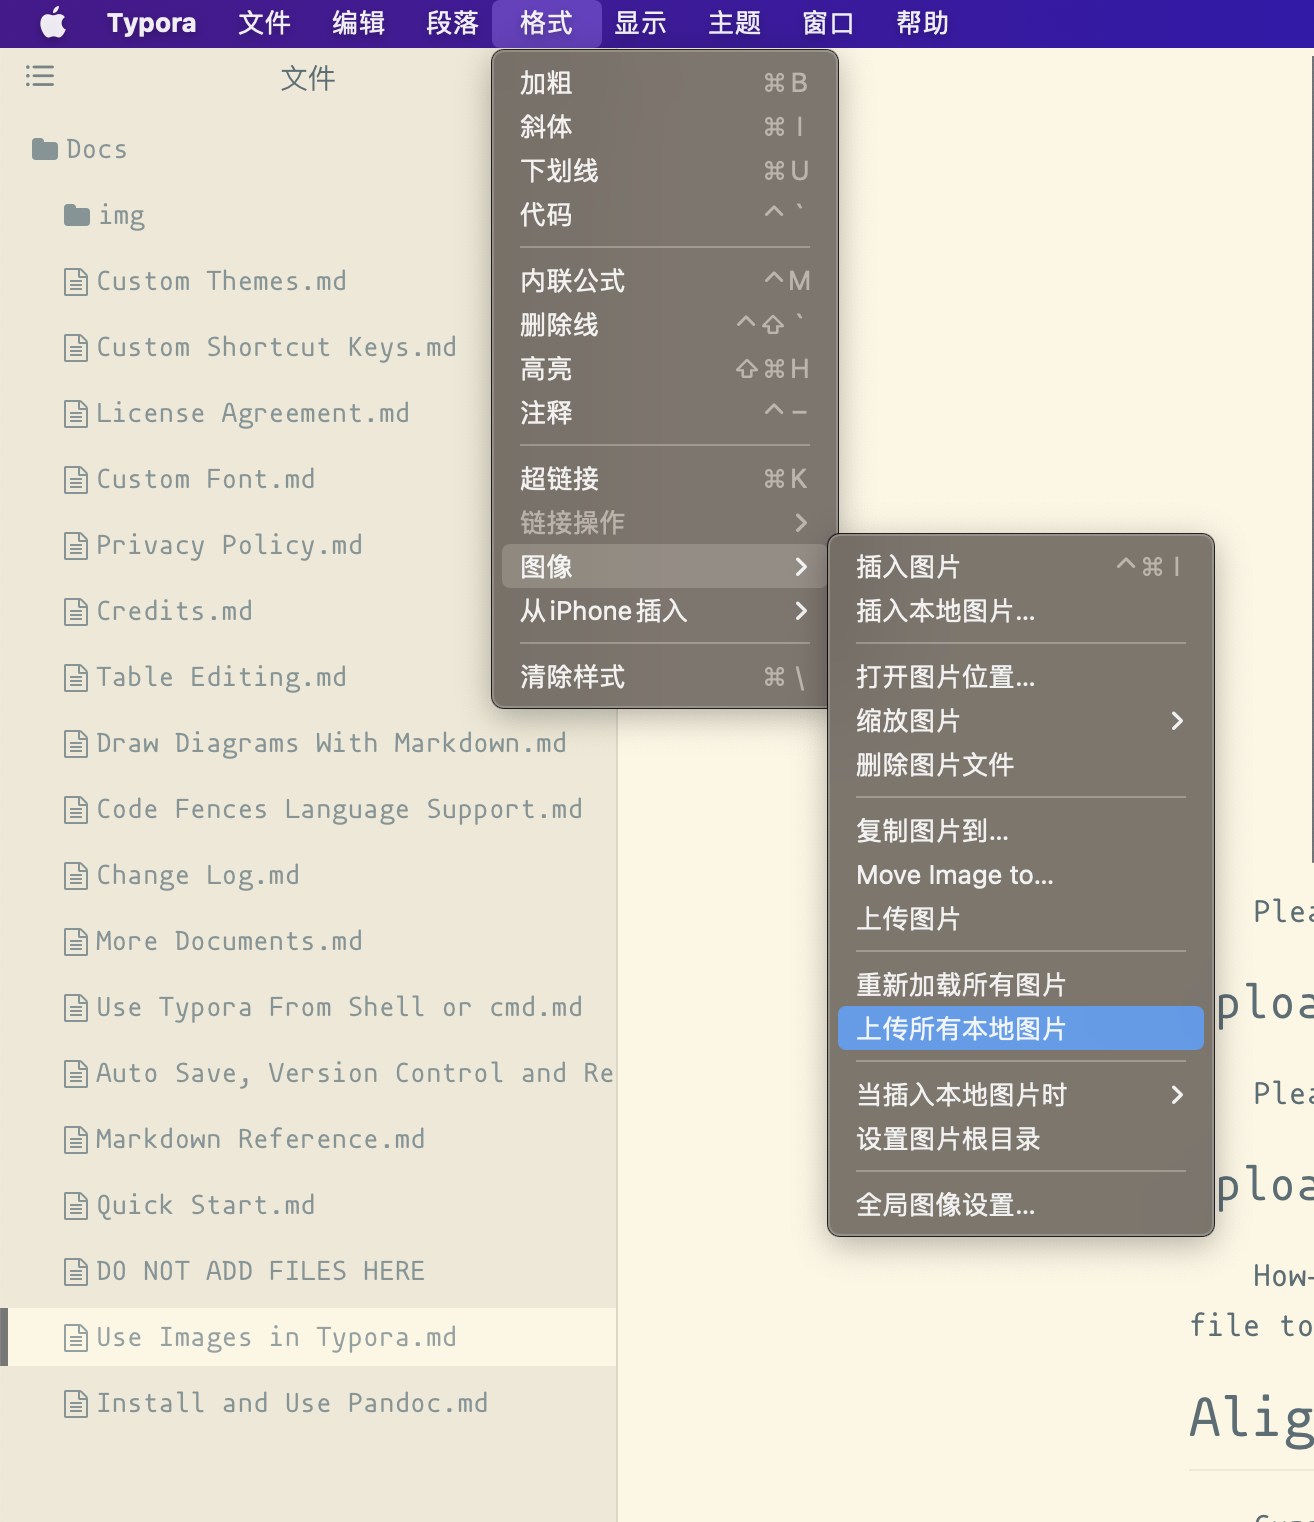 Typora 文件 编辑 段落 格式 显示 主题 窗口 帮助
文件
Docs
img
Custom Themes.md
Custom Shortcut Keys.md
License Agreement.md
Custom Font.md
Privacy Policy.md
Credits.md
Table Editing.md
Draw Diagrams With Markdown.md
Code Fences Language Support.md
Change Log.md
More Documents.md
Use Typora From Shell or cmd.md
Auto Save, Version Control and Re
Markdown Reference.md
Quick Start.md
DO NOT ADD FILES HERE
Use Images in Typora.md
Install and Use Pandoc.md
加粗 ⌘B
斜体 ⌘I
下划线 ⌘U
代码 ^`
内联公式 ^M
删除线 ^⇧`
高亮 ⇧⌘H
注释 ^-
超链接 ⌘K
链接操作
图像
从 iPhone 插入
清除样式 ⌘\
插入图片 ^⌘I
插入本地图片...
打开图片位置...
缩放图片
删除图片文件
复制图片到...
Move Image to...
上传图片
重新加载所有图片
上传所有本地图片
当插入本地图片时
设置图片根目录
全局图像设置...
Plea
ploa
Plea
ploa
How-
file to
Alig